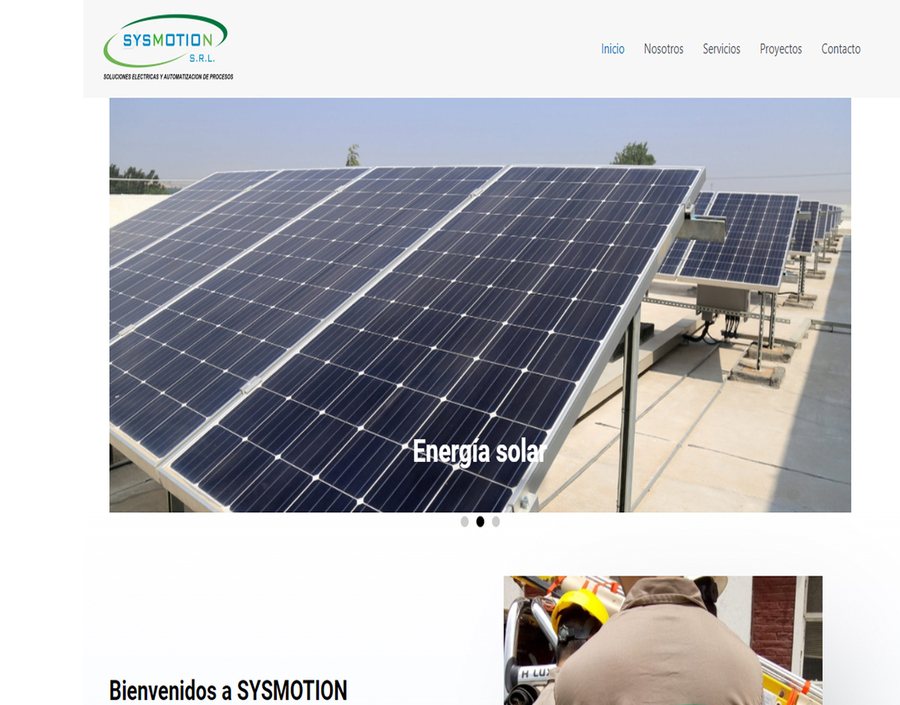 SYSMOTION
S.R.L.
SOLUCIONES ELECTRICAS Y AUTOMATIZACION DE PROCESOS
Inicio Nosotros Servicios Proyectos Contacto
Energía solar
Bienvenidos a SYSMOTION